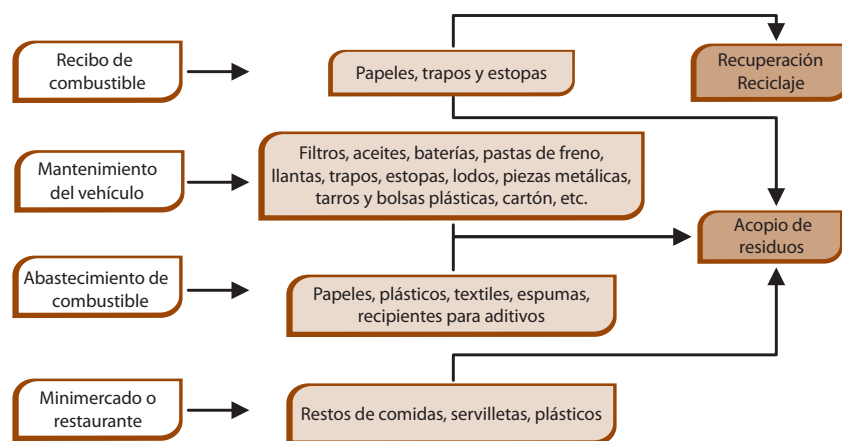 Recibo de
combustible
Papeles, trapos y estopas
Recuperación
Reciclaje
Mantenimiento
del vehículo
Filtros, aceites, baterías, pastas de freno,
llantas, trapos, estopas, lodos, piezas metálicas,
tarros y bolsas plásticas, cartón, etc.
Acopio de
residuos
Abastecimiento de
combustible
Papeles, plásticos, textiles, espumas,
recipientes para aditivos
Minimercado o
restaurante
Restos de comidas, servilletas, plásticos